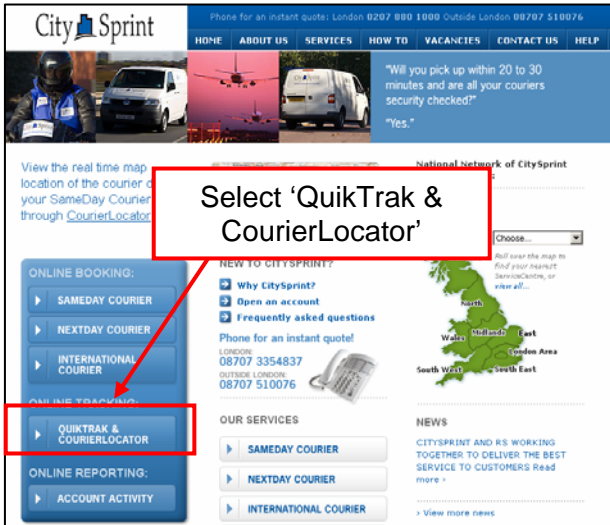 City Sprint
Phone for an instant quote: London 0207 880 1000 Outside London 08707 510076
HOME ABOUT US SERVICES HOW TO VACANCIES CONTACT US HELP
"Will you pick up within 20 to 30
minutes and are all your couriers
security checked?"
"Yes."
View the real time map
location of the courier
your SameDay Courier
through CourierLocator
National Network of CitySprint
Select 'QuikTrak &
CourierLocator'
Choose...
Roll over the map to
find your nearest
ServiceCentre, or
view all...
North
Wales Midlands East
London Area
South West South East
ONLINE BOOKING:
SAMEDAY COURIER
NEXTDAY COURIER
INTERNATIONAL
COURIER
ONLINE TRACKING:
QUIKTRAK &
COURIERLOCATOR
ONLINE REPORTING:
ACCOUNT ACTIVITY
NEW TO CITYSPRINT?
Why CitySprint?
Open an account
Frequently asked questions
Phone for an instant quote!
LONDON:
08707 3354837
OUTSIDE LONDON:
08707 510076
OUR SERVICES
SAMEDAY COURIER
NEXTDAY COURIER
INTERNATIONAL COURIER
NEWS
CITYSPRINT AND RS WORKING
TOGETHER TO DELIVER THE BEST
SERVICE TO CUSTOMERS Read
more ›
› View more news